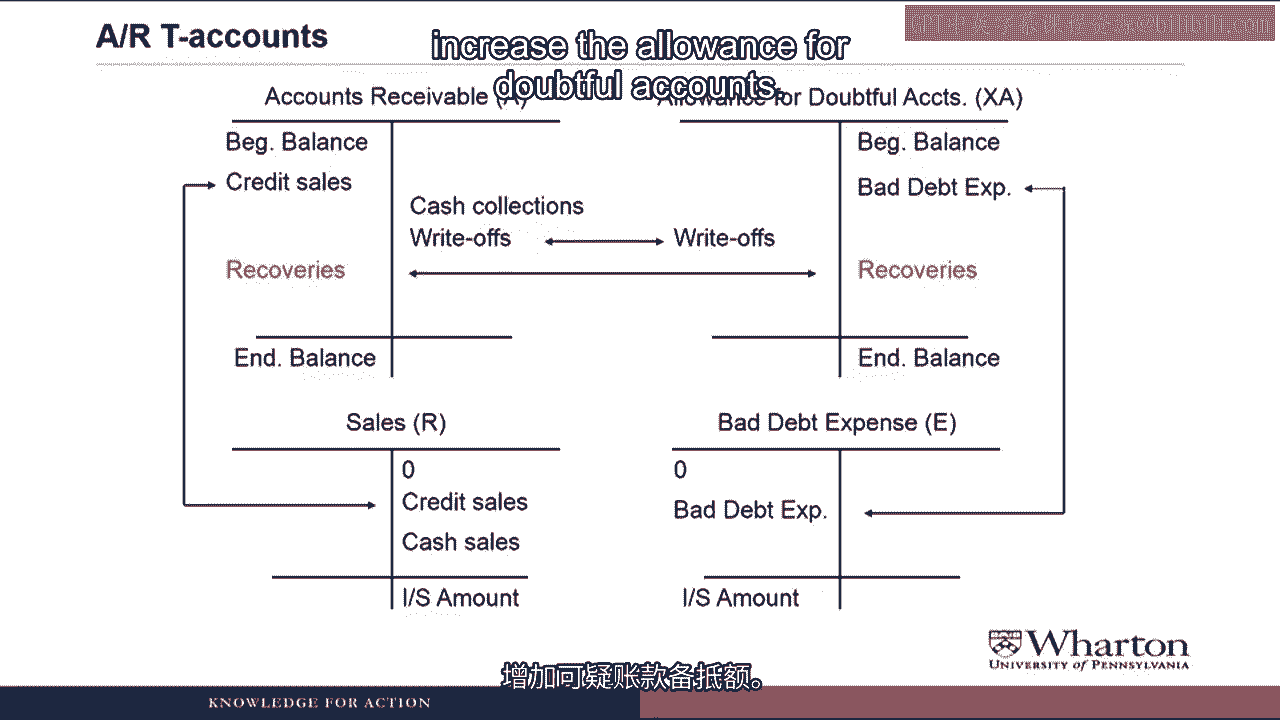 A/R T-accounts
increase the allowance for
doubtful accounts.
Accounts Receivable (A)
Allowance for Doubtful Accts. (XA)
Beg. Balance
Beg. Balance
Credit sales
Bad Debt Exp.
Cash collections
Write-offs
Write-offs
Recoveries
Recoveries
End. Balance
End. Balance
Sales (R)
Bad Debt Expense (E)
0
0
Credit sales
Bad Debt Exp.
Cash sales
I/S Amount
I/S Amount
Wharton
UNIVERSITY of PENNSYLVANIA
增加可疑账款备抵额。
KNOWLEDGE FOR ACTION